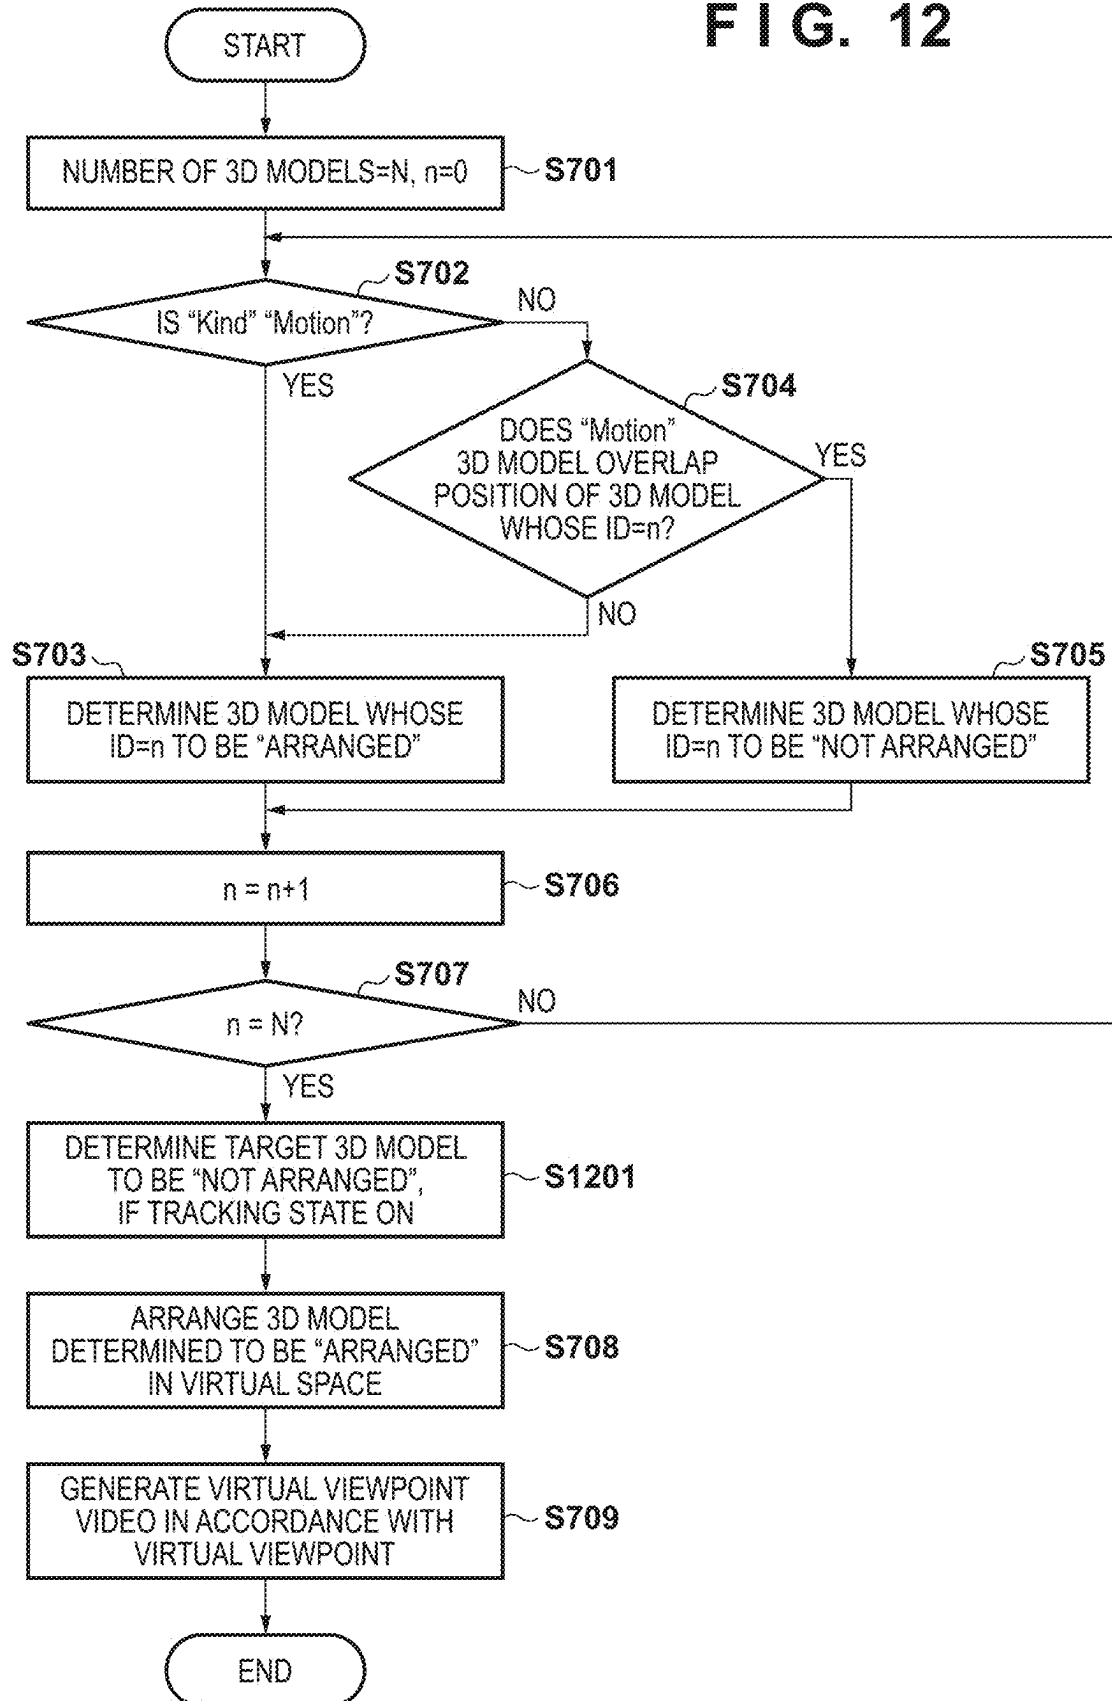 FIG. 12
START
NUMBER OF 3D MODELS=N, n=0
S701
S702
IS “Kind” “Motion”?
NO
YES
S704
DOES “Motion”
3D MODEL OVERLAP
POSITION OF 3D MODEL
WHOSE ID=n?
YES
NO
S703
DETERMINE 3D MODEL WHOSE
ID=n TO BE “ARRANGED”
S705
DETERMINE 3D MODEL WHOSE
ID=n TO BE “NOT ARRANGED”
n = n+1
S706
S707
n = N?
NO
YES
DETERMINE TARGET 3D MODEL
TO BE “NOT ARRANGED”,
IF TRACKING STATE ON
S1201
ARRANGE 3D MODEL
DETERMINED TO BE “ARRANGED”
IN VIRTUAL SPACE
S708
GENERATE VIRTUAL VIEWPOINT
VIDEO IN ACCORDANCE WITH
VIRTUAL VIEWPOINT
S709
END